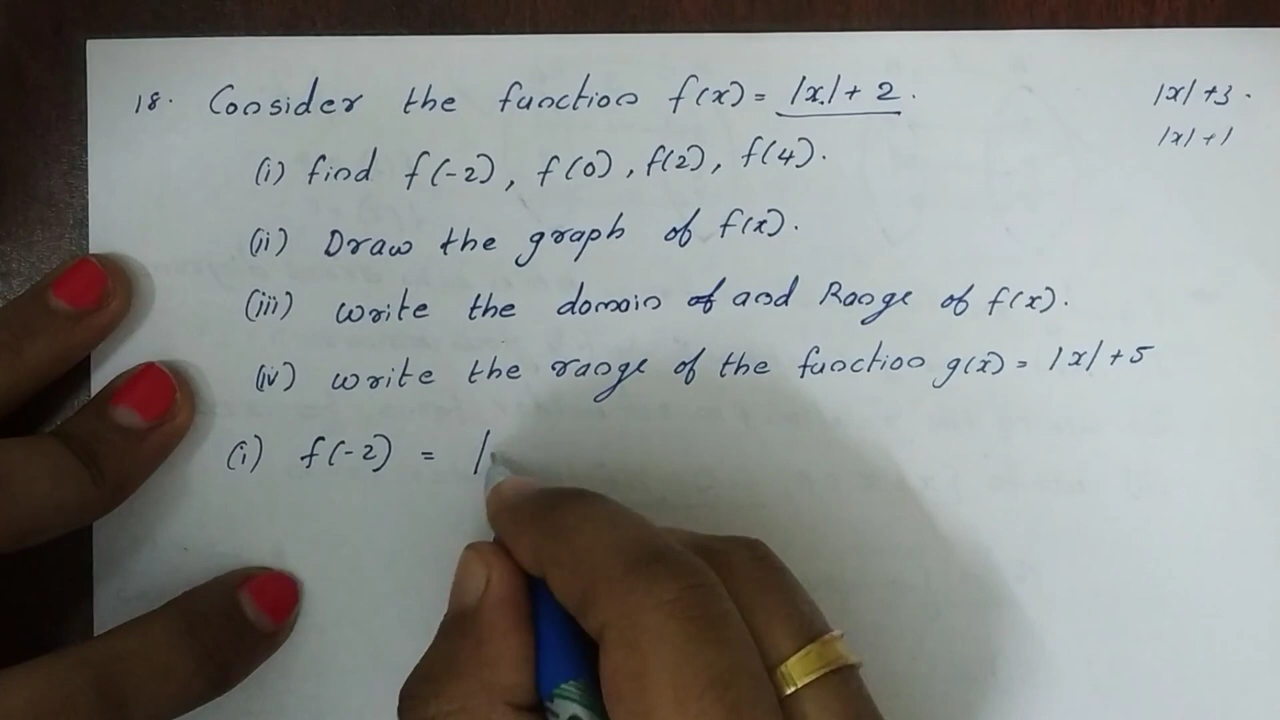 18. Consider the function f(x) = |x| + 2.
|x| + 3.
|x| + 1
(i) find f(-2), f(0), f(2), f(4).
(ii) Draw the graph of f(x).
(iii) write the domain of and Range of f(x).
(iv) write the range of the function g(x) = |x| + 5
(i) f(-2) = |